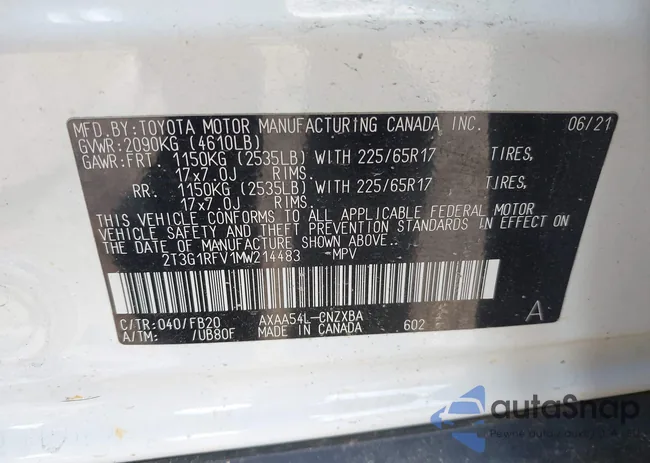 MFD.BY:TOYOTA MOTOR MANUFACTURING CANADA INC. 06/21
GVWR:2090KG (4610LB)
GAWR:FRT 1150KG (2535LB) WITH 225/65R17 TIRES,
17x7.0J RIMS.
RR 1150KG (2535LB) WITH 225/65R17 TIRES,
17x7.0J RIMS.
THIS VEHICLE CONFORMS TO ALL APPLICABLE FEDERAL MOTOR
VEHICLE SAFETY AND THEFT PREVENTION STANDARDS IN EFFECT ON
THE DATE OF MANUFACTURE SHOWN ABOVE.
2T3G1RFV1MW214483 MPV
C/TR:040/FB20 AXAA54L-CNZXBA A
A/TM: /UB80F MADE IN CANADA 602
autoSnap
Pewne auto